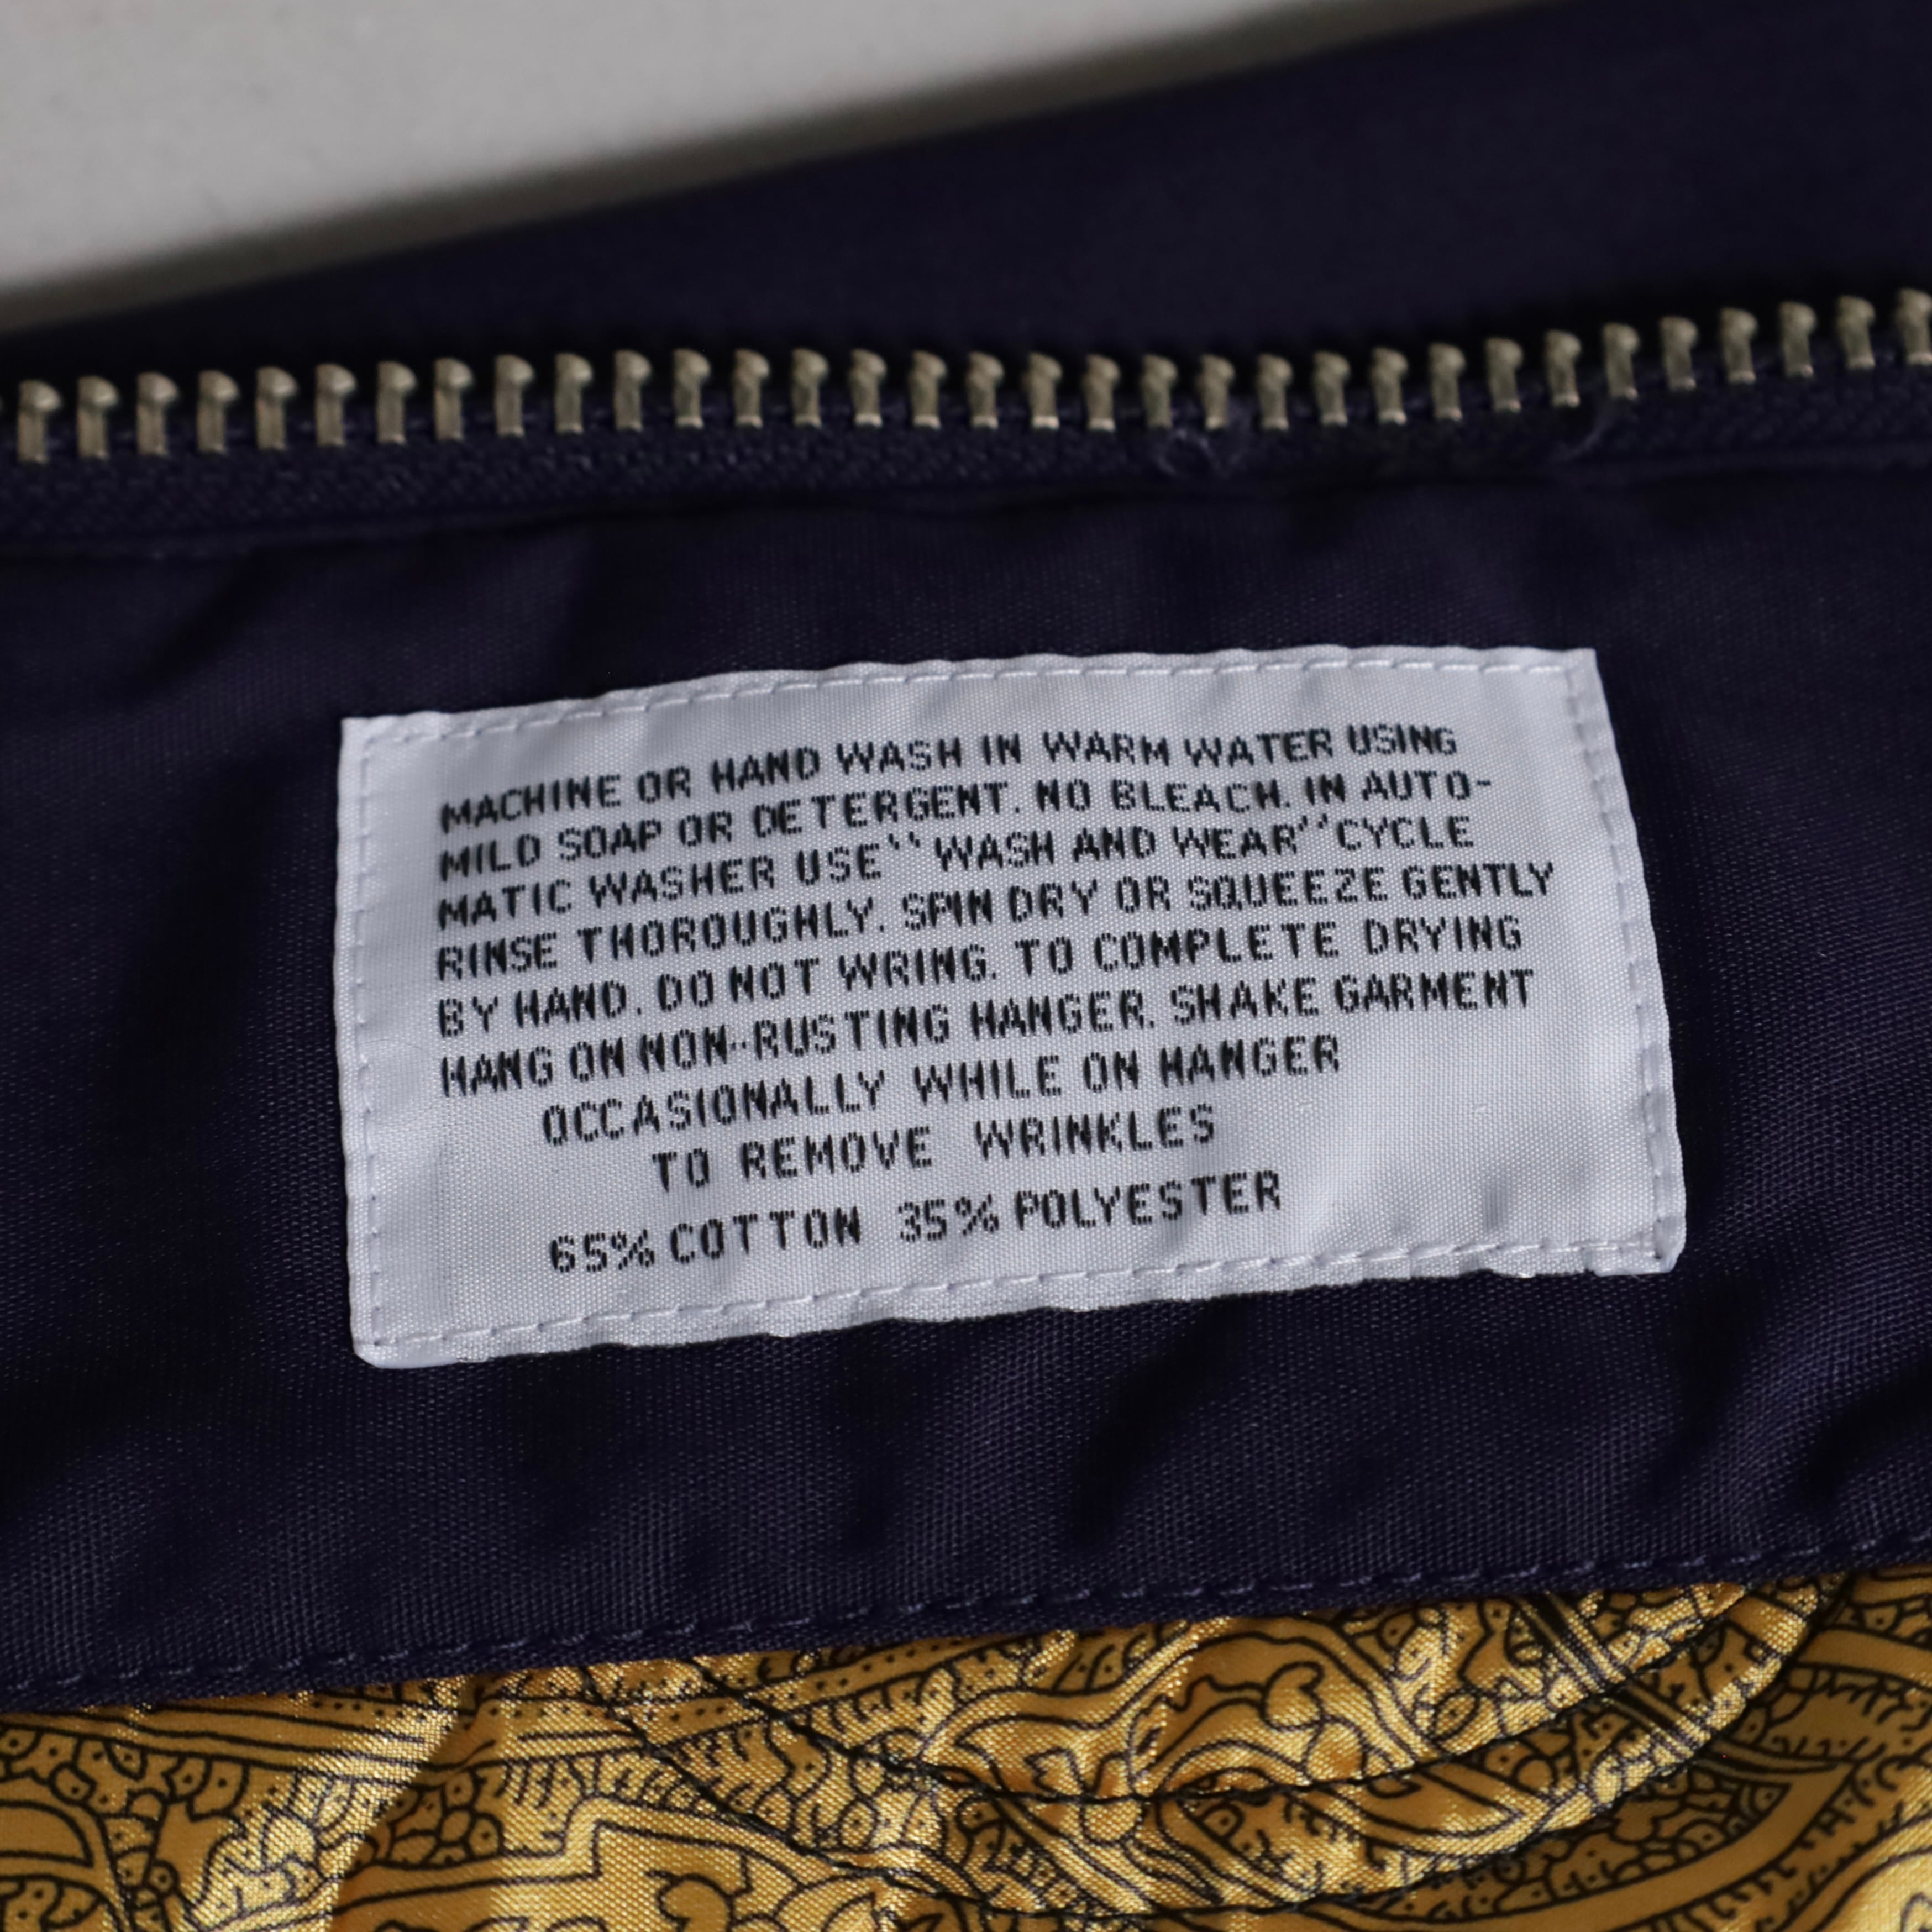 MACHINE OR HAND WASH IN WARM WATER USING
MILD SOAP OR DETERGENT. NO BLEACH. IN AUTO-
MATIC WASHER USE "WASH AND WEAR" CYCLE
RINSE THOROUGHLY. SPIN DRY OR SQUEEZE GENTLY
BY HAND. DO NOT WRING. TO COMPLETE DRYING
HANG ON NON-RUSTING HANGER. SHAKE GARMENT
OCCASIONALLY WHILE ON HANGER
TO REMOVE WRINKLES
65% COTTON 35% POLYESTER